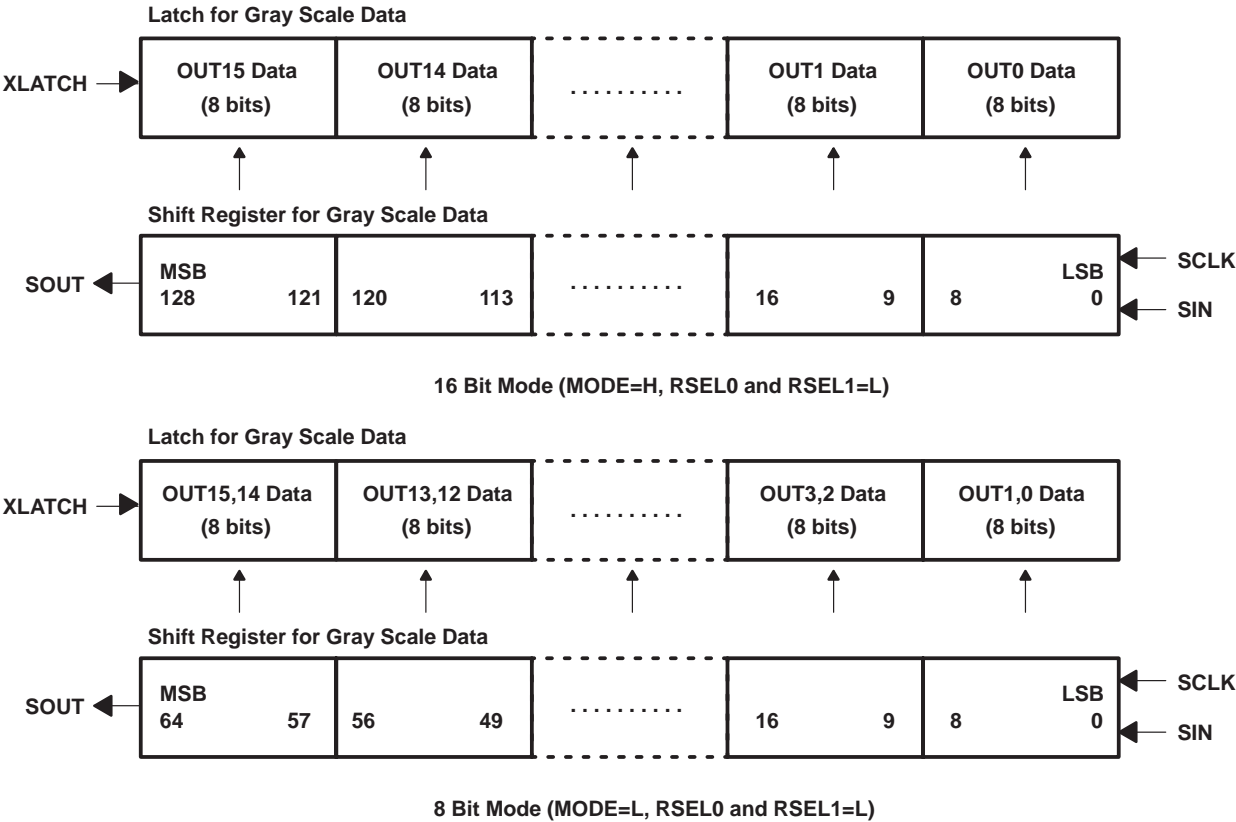 Latch for Gray Scale Data
XLATCH
OUT15 Data
(8 bits)
OUT14 Data
(8 bits)
. . . . . . . . . .
OUT1 Data
(8 bits)
OUT0 Data
(8 bits)
Shift Register for Gray Scale Data
SOUT
MSB
128 121
120 113
. . . . . . . . . .
16 9
LSB
8 0
SCLK
SIN
16 Bit Mode (MODE=H, RSEL0 and RSEL1=L)
Latch for Gray Scale Data
XLATCH
OUT15,14 Data
(8 bits)
OUT13,12 Data
(8 bits)
. . . . . . . . . .
OUT3,2 Data
(8 bits)
OUT1,0 Data
(8 bits)
Shift Register for Gray Scale Data
SOUT
MSB
64 57
56 49
. . . . . . . . . .
16 9
LSB
8 0
SCLK
SIN
8 Bit Mode (MODE=L, RSEL0 and RSEL1=L)